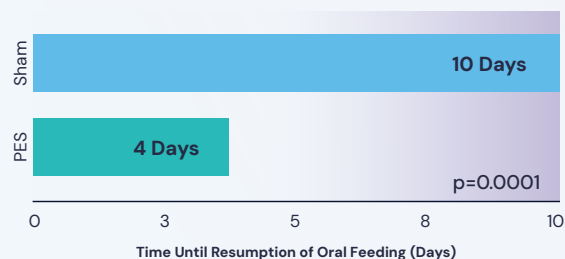 Sham
10 Days
PES
4 Days
p=0.0001
0 3 5 8 10
Time Until Resumption of Oral Feeding (Days)